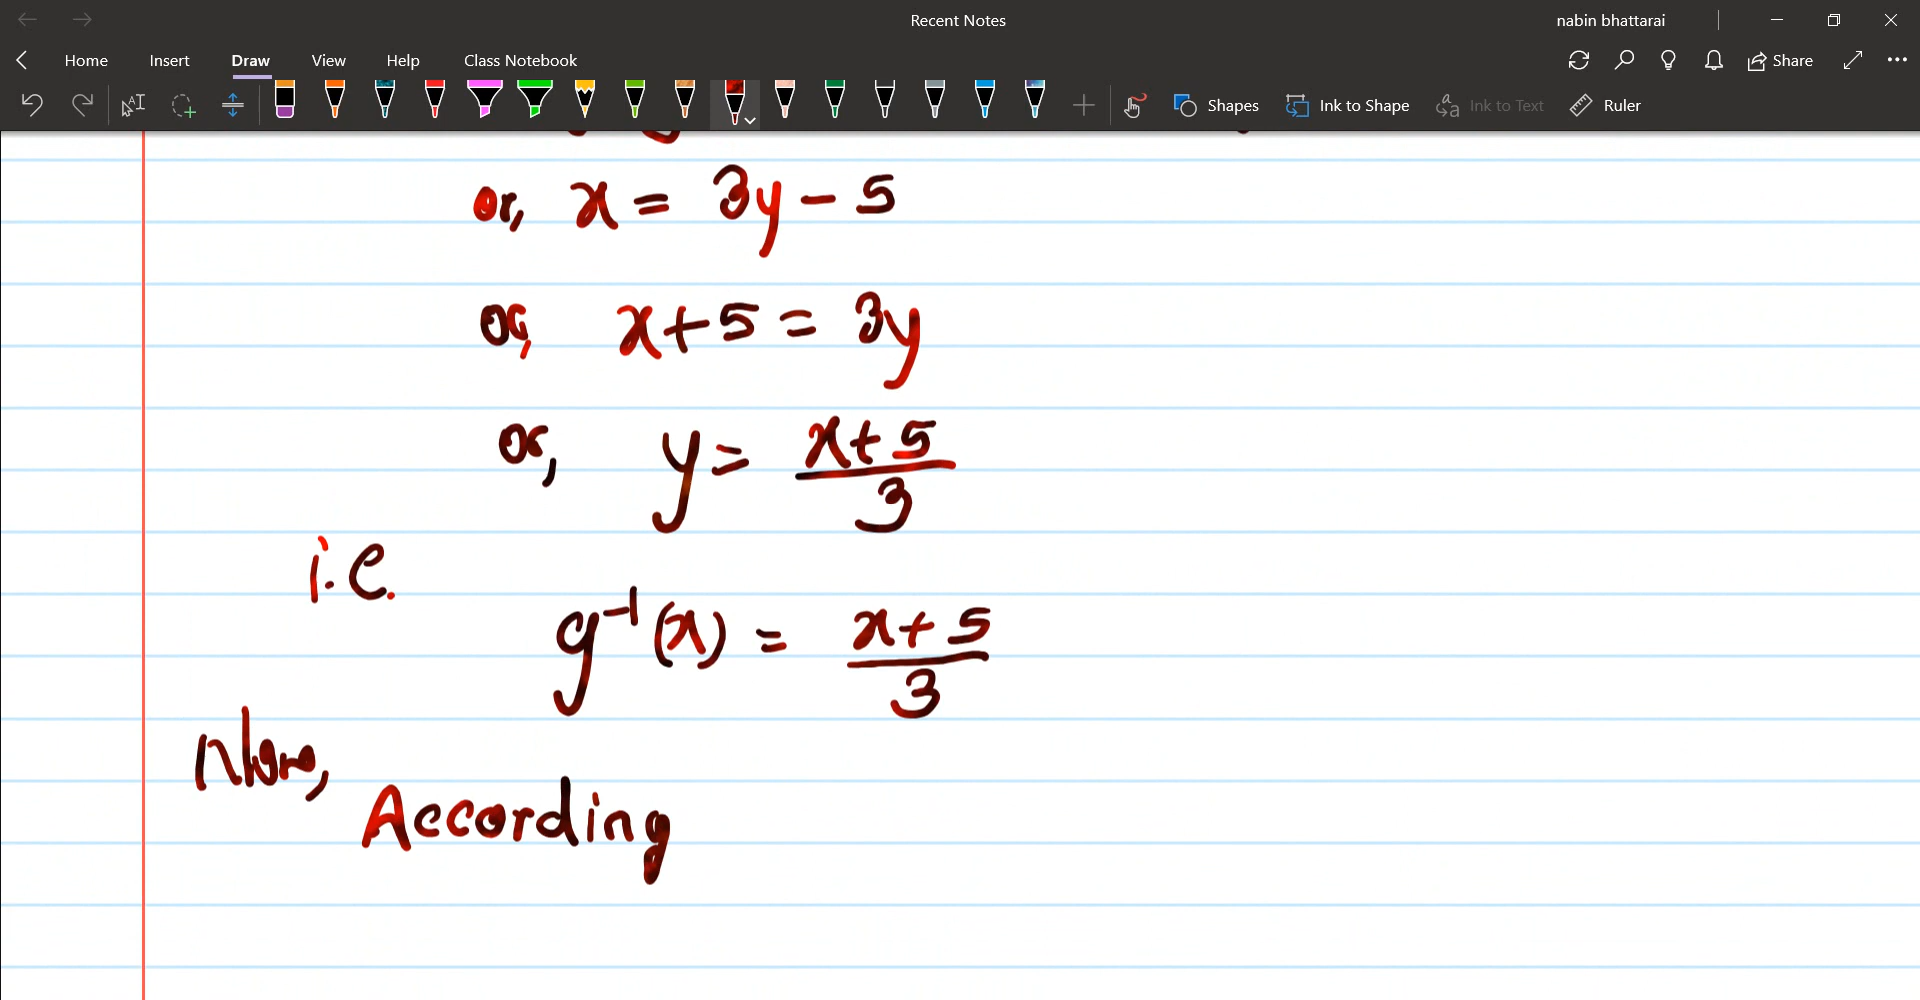 Recent Notes
nabin bhattarai
Home Insert Draw View Help Class Notebook
Share
Shapes Ink to Shape Ink to Text Ruler
or, x = 3y - 5
or, x+5 = 3y
or, y = (x+5)/3
i.e.
g⁻¹(x) = (x+5)/3
Now,
According